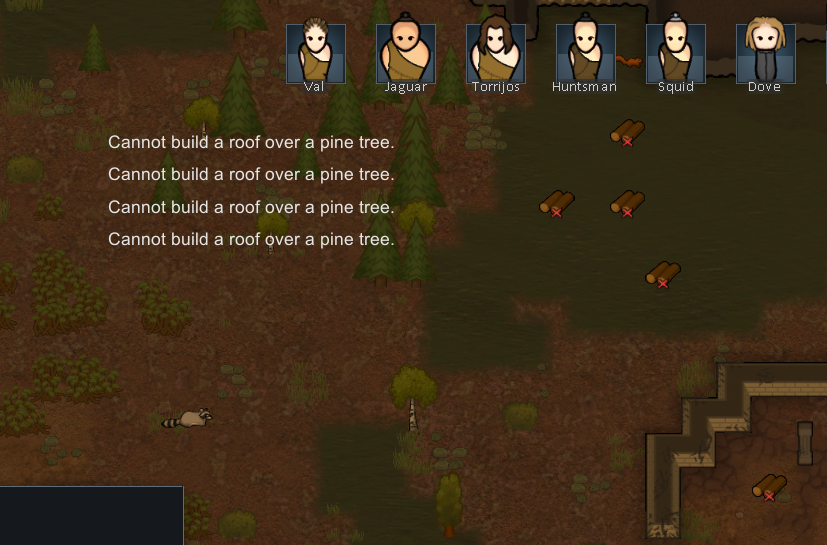 Val
Jaguar
Torrijos
Huntsman
Squid
Dove
Cannot build a roof over a pine tree.
Cannot build a roof over a pine tree.
Cannot build a roof over a pine tree.
Cannot build a roof over a pine tree.